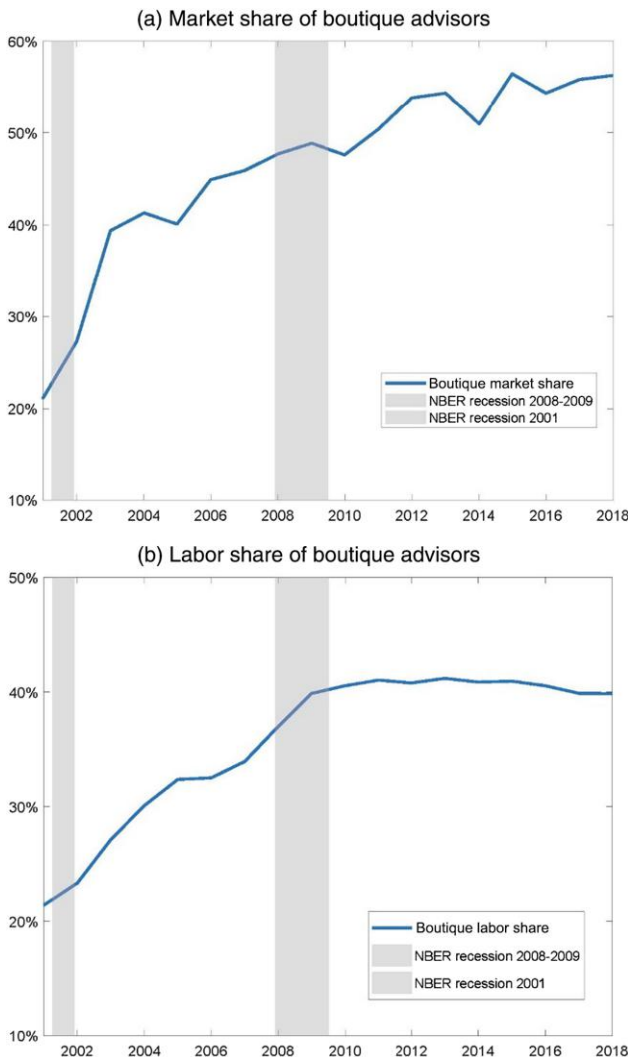 (a) Market share of boutique advisors
60%
50%
40%
30%
20%
10%
Boutique market share
NBER recession 2008-2009
NBER recession 2001
2002 2004 2006 2008 2010 2012 2014 2016 2018
(b) Labor share of boutique advisors
50%
40%
30%
20%
10%
Boutique labor share
NBER recession 2008-2009
NBER recession 2001
2002 2004 2006 2008 2010 2012 2014 2016 2018